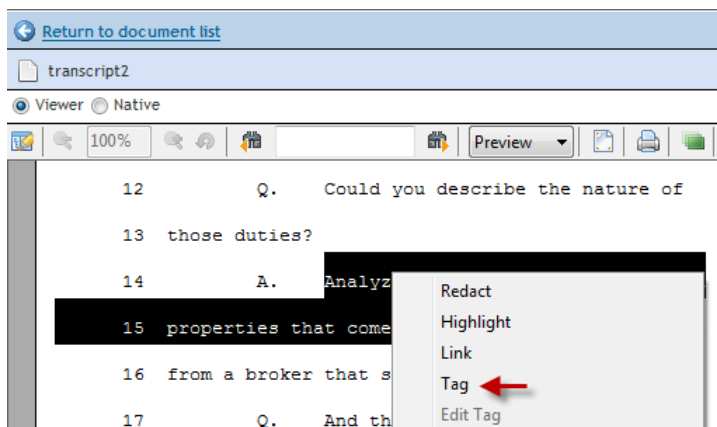 Return to document list
transcript2
Viewer Native
100% Preview
12 Q. Could you describe the nature of
13 those duties?
14 A. Analyz
15 properties that come
16 from a broker that s
17 Q. And th
Redact
Highlight
Link
Tag
Edit Tag